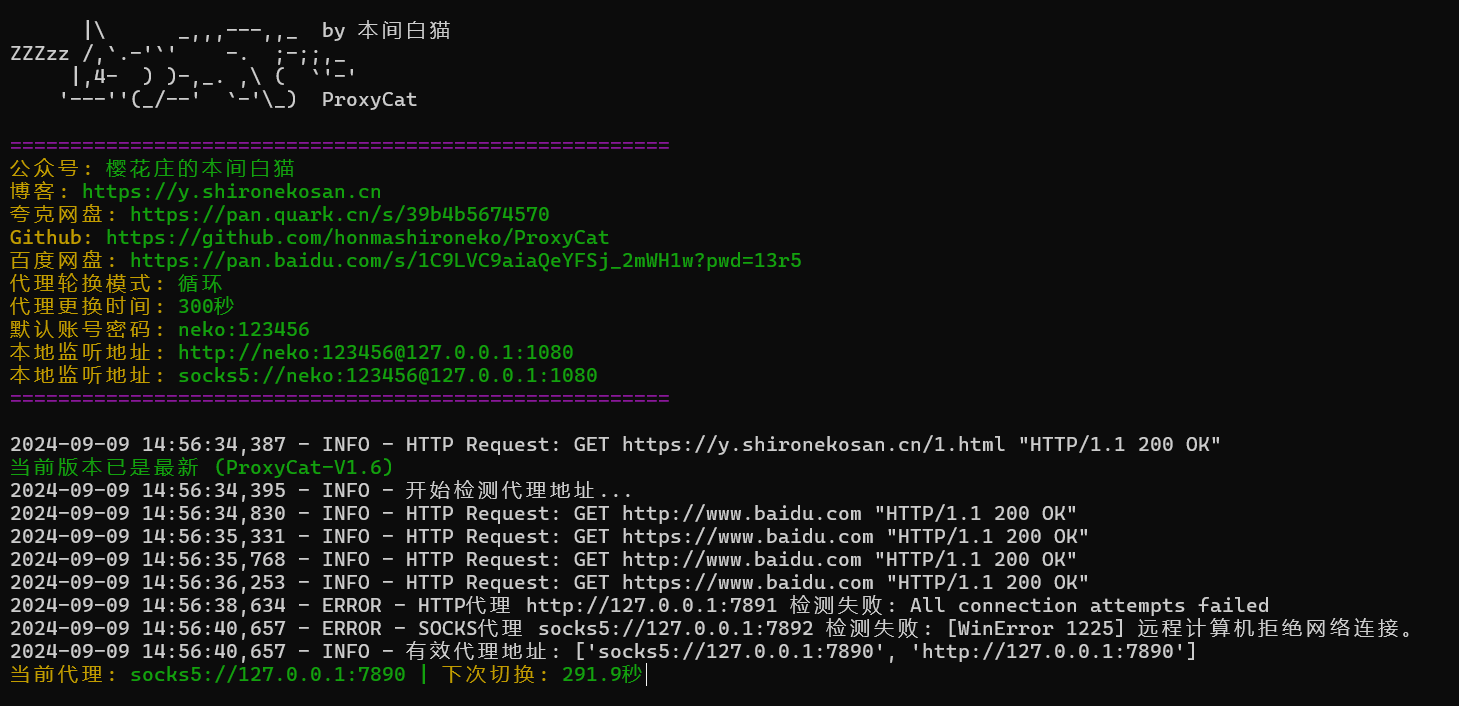 |\      _,,,---,,_  by 本间白猫
ZZZzz /,`.-'`'    -.  ;-;;,_
     |,4-  ) )-,_. ,\ (  `'-'
    '---''(_/--'  `-'\_)  ProxyCat
=======================================================
公众号: 樱花庄的本间白猫
博客: https://y.shironekosan.cn
夸克网盘: https://pan.quark.cn/s/39b4b5674570
Github: https://github.com/honmashironeko/ProxyCat
百度网盘: https://pan.baidu.com/s/1C9LVC9aiaQeYFSj_2mWH1w?pwd=13r5
代理轮换模式: 循环
代理更换时间: 300秒
默认账号密码: neko:123456
本地监听地址: http://neko:123456@127.0.0.1:1080
本地监听地址: socks5://neko:123456@127.0.0.1:1080
=======================================================
2024-09-09 14:56:34,387 - INFO - HTTP Request: GET https://y.shironekosan.cn/1.html "HTTP/1.1 200 OK"
当前版本已是最新 (ProxyCat-V1.6)
2024-09-09 14:56:34,395 - INFO - 开始检测代理地址...
2024-09-09 14:56:34,830 - INFO - HTTP Request: GET http://www.baidu.com "HTTP/1.1 200 OK"
2024-09-09 14:56:35,331 - INFO - HTTP Request: GET https://www.baidu.com "HTTP/1.1 200 OK"
2024-09-09 14:56:35,768 - INFO - HTTP Request: GET http://www.baidu.com "HTTP/1.1 200 OK"
2024-09-09 14:56:36,253 - INFO - HTTP Request: GET https://www.baidu.com "HTTP/1.1 200 OK"
2024-09-09 14:56:38,634 - ERROR - HTTP代理 http://127.0.0.1:7891 检测失败: All connection attempts failed
2024-09-09 14:56:40,657 - ERROR - SOCKS代理 socks5://127.0.0.1:7892 检测失败: [WinError 1225] 远程计算机拒绝网络连接。
2024-09-09 14:56:40,657 - INFO - 有效代理地址: ['socks5://127.0.0.1:7890', 'http://127.0.0.1:7890']
当前代理: socks5://127.0.0.1:7890 | 下次切换: 291.9秒